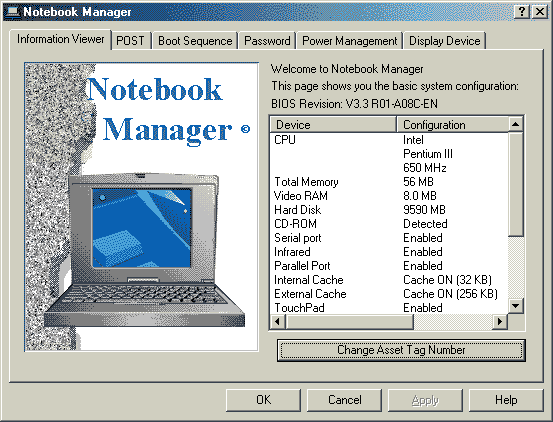 Notebook Manager
Information Viewer POST Boot Sequence Password Power Management Display Device
Notebook
Manager ©
Welcome to Notebook Manager
This page shows you the basic system configuration:
BIOS Revision: V3.3 R01-A08C-EN
Device Configuration
CPU Intel
Pentium III
650 MHz
Total Memory 56 MB
Video RAM 8.0 MB
Hard Disk 9590 MB
CD-ROM Detected
Serial port Enabled
Infrared Enabled
Parallel Port Enabled
Internal Cache Cache ON (32 KB)
External Cache Cache ON (256 KB)
TouchPad Enabled
Change Asset Tag Number
OK Cancel Apply Help